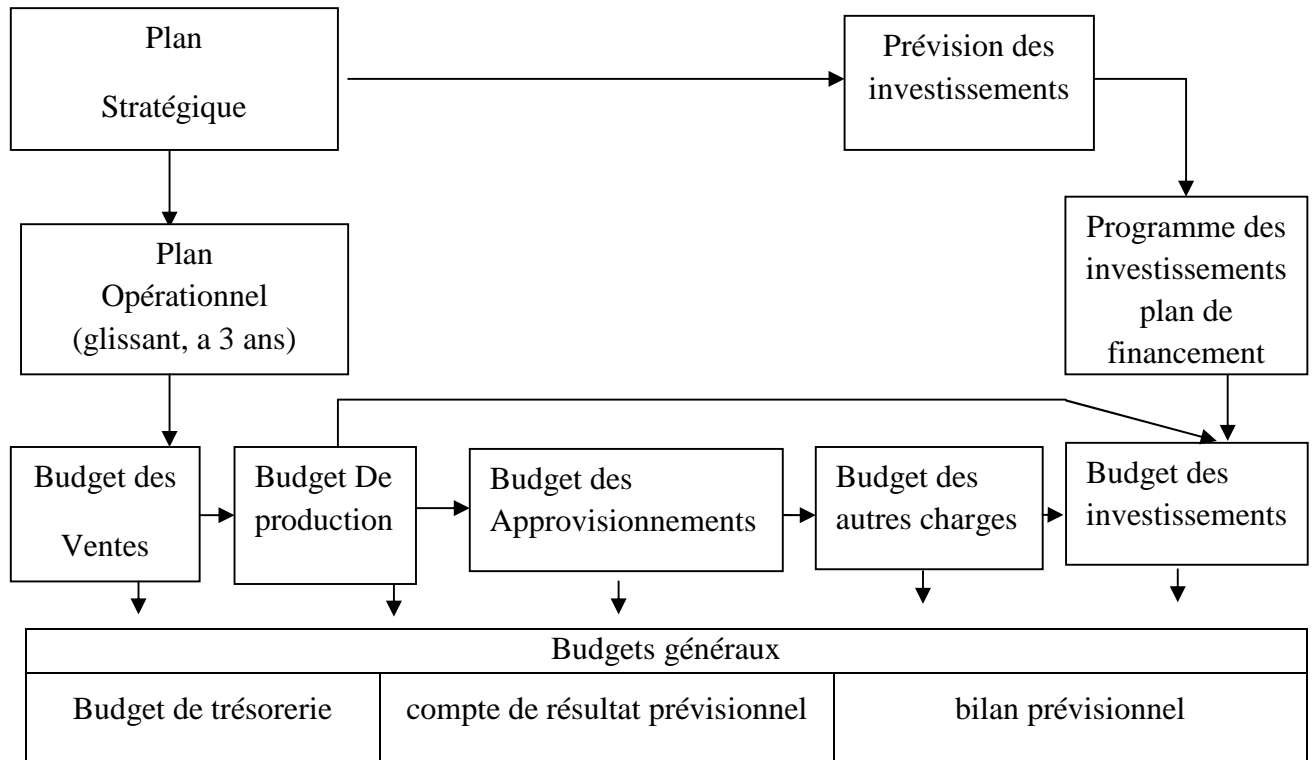 Plan
Stratégique
Prévision des
investissements
Plan
Opérationnel
(glissant, a 3 ans)
Programme des
investissements
plan de
financement
Budget des
Ventes
Budget De
production
Budget des
Approvisionnements
Budget des
autres charges
Budget des
investissements
Budgets généraux
Budget de trésorerie
compte de résultat prévisionnel
bilan prévisionnel